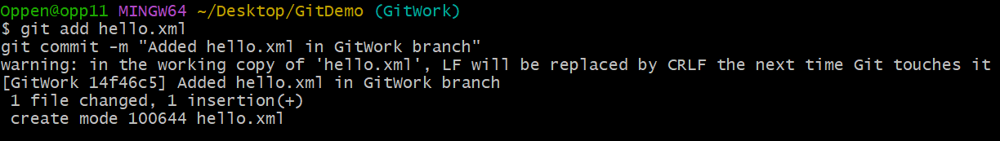 Oppen@opp11 MINGW64 ~/Desktop/GitDemo (GitWork)
$ git add hello.xml
git commit -m "Added hello.xml in GitWork branch"
warning: in the working copy of 'hello.xml', LF will be replaced by CRLF the next time Git touches it
[GitWork 14f46c5] Added hello.xml in GitWork branch
 1 file changed, 1 insertion(+)
 create mode 100644 hello.xml